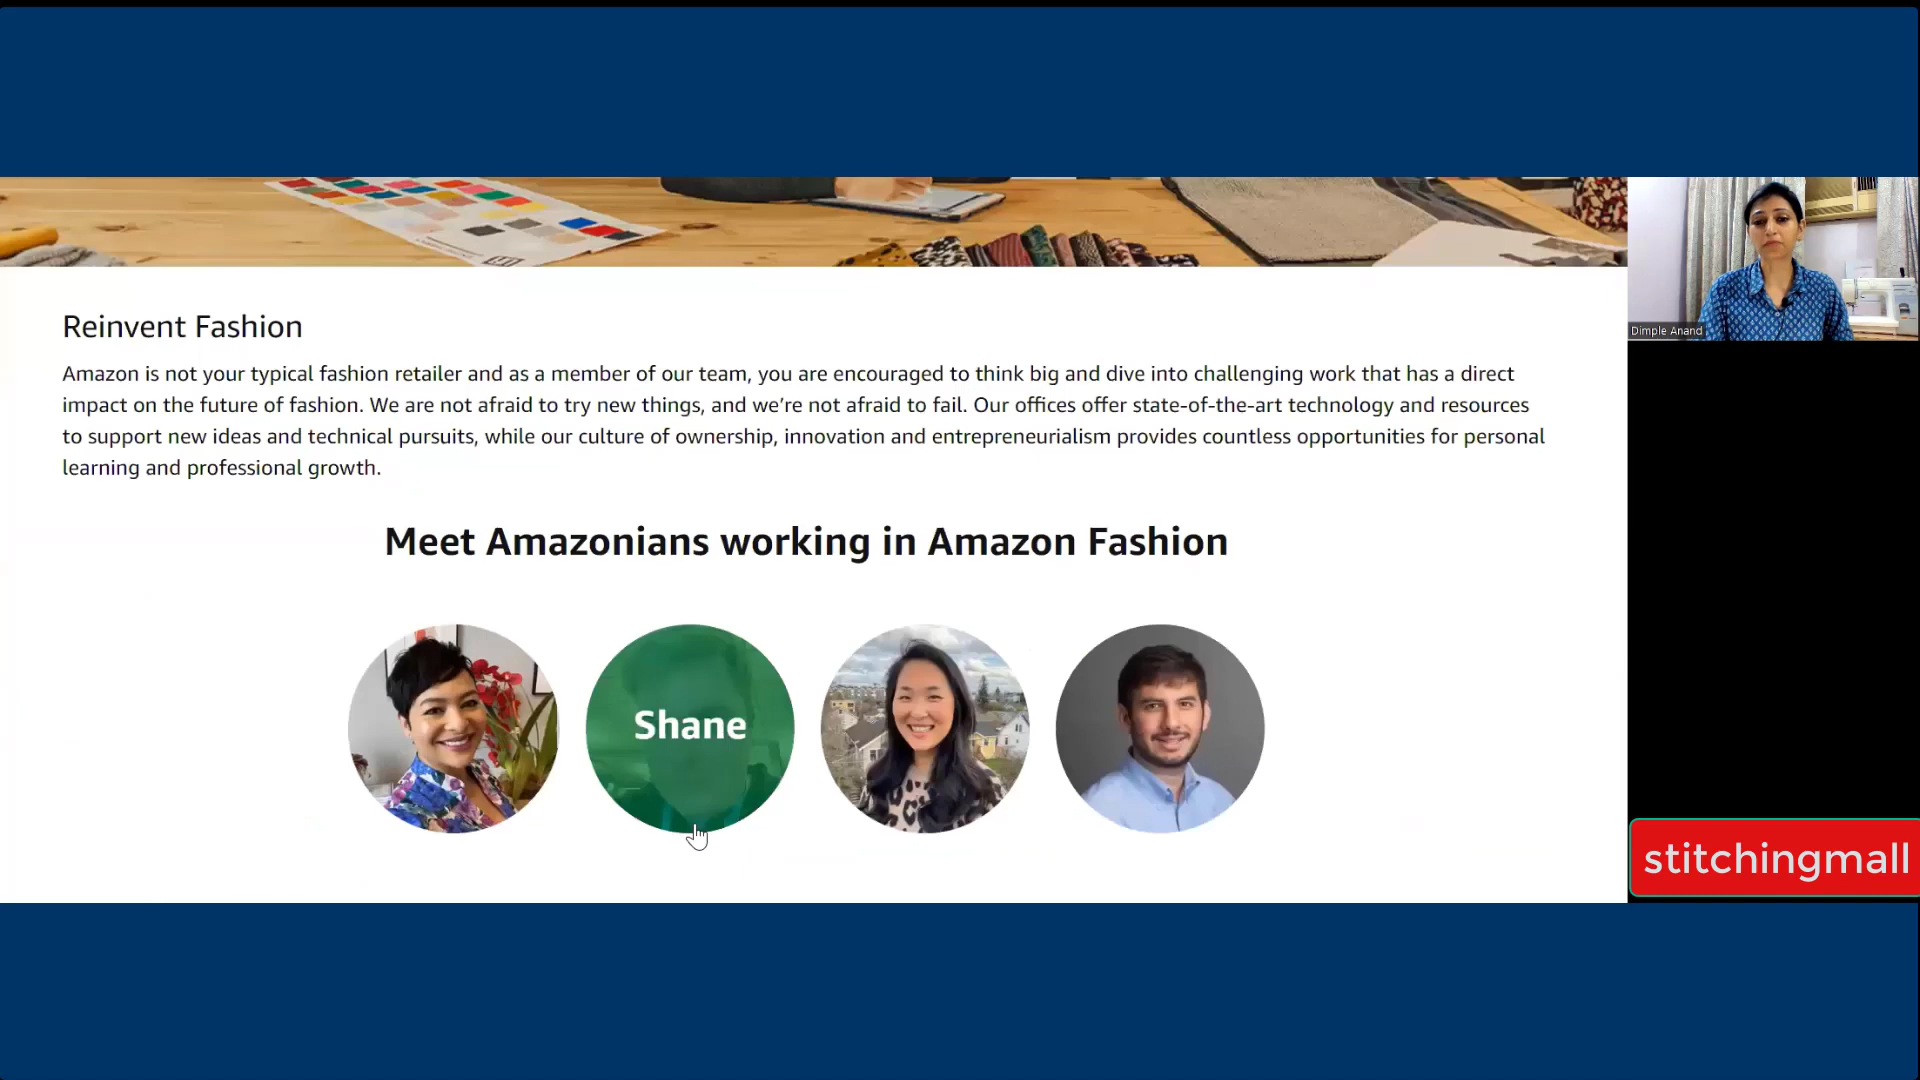 Reinvent Fashion
Amazon is not your typical fashion retailer and as a member of our team, you are encouraged to think big and dive into challenging work that has a direct
impact on the future of fashion. We are not afraid to try new things, and we’re not afraid to fail. Our offices offer state-of-the-art technology and resources
to support new ideas and technical pursuits, while our culture of ownership, innovation and entrepreneurialism provides countless opportunities for personal
learning and professional growth.
Meet Amazonians working in Amazon Fashion
Shane
Dimple Anand
stitchingmall